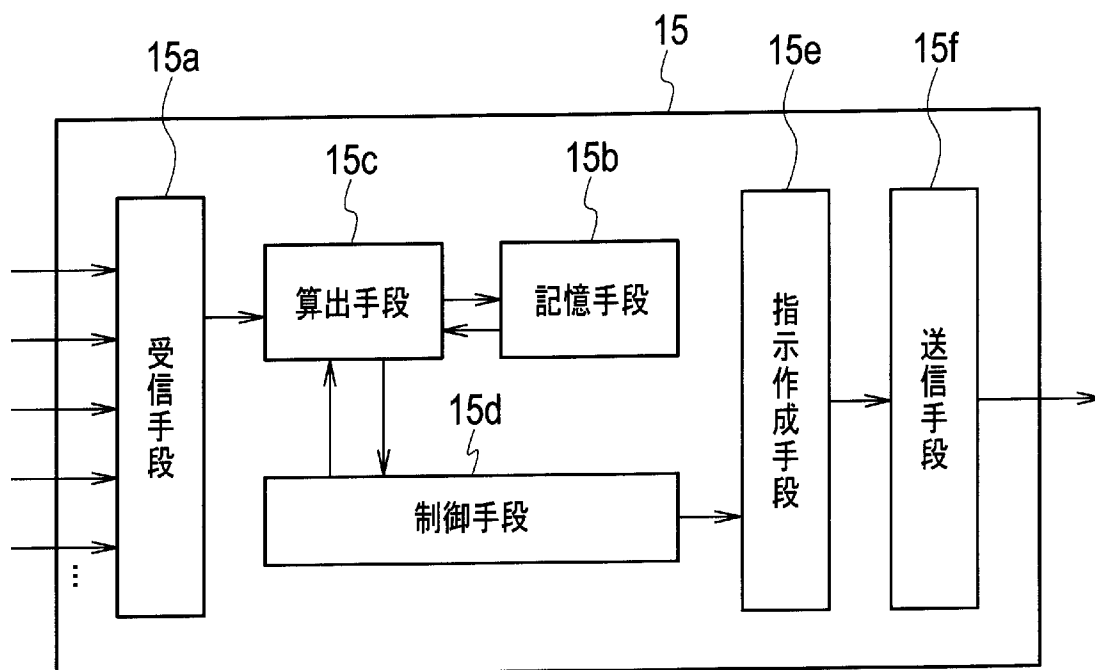 15
15a
15e
15f
15c
15b
算出手段
記憶手段
受信手段
指示作成手段
送信手段
15d
制御手段
...